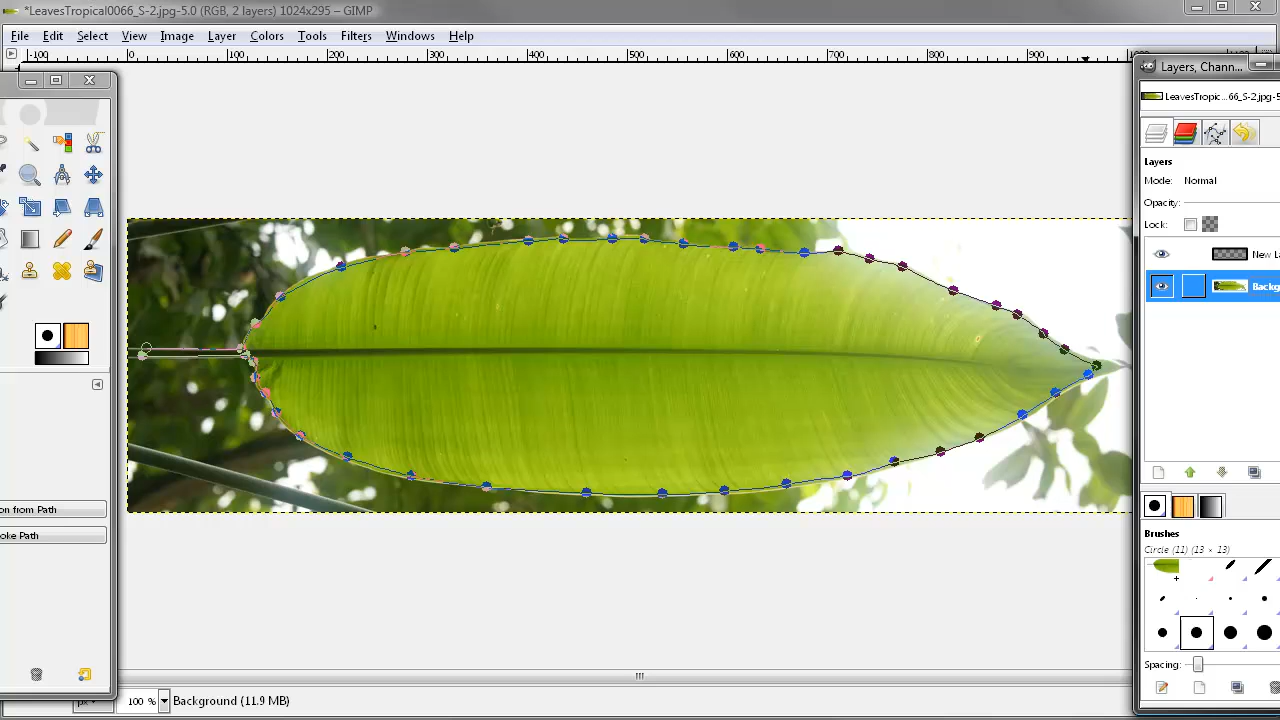 *LeavesTropical0066_S-2.jpg-5.0 (RGB, 2 layers) 1024x295 – GIMP
File Edit Select View Image Layer Colors Tools Filters Windows Help
-100 0 100 200 300 400 500 600 700 800 900
Layers, Chann...
LeavesTropic...66_S-2.jpg-5
Layers
Mode: Normal
Opacity:
Lock:
New La
Backg
on from Path
oke Path
Brushes
Circle (11) (13 × 13)
Spacing:
px
100 %
Background (11.9 MB)